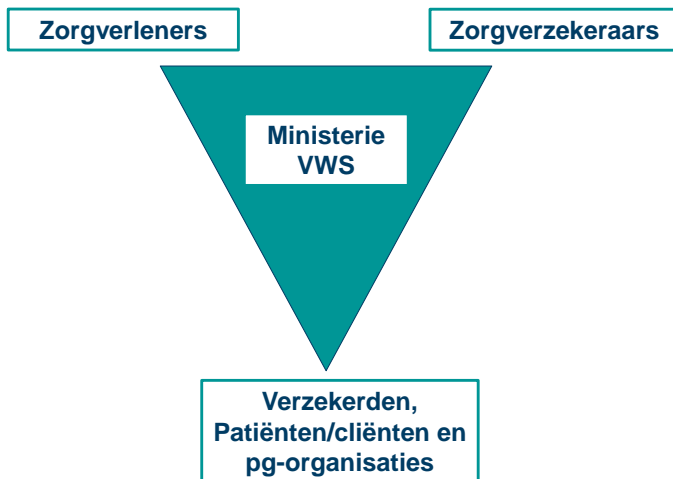 Zorgverleners
Zorgverzekeraars
Ministerie
VWS
Verzekerden,
Patiënten/cliënten en
pg-organisaties